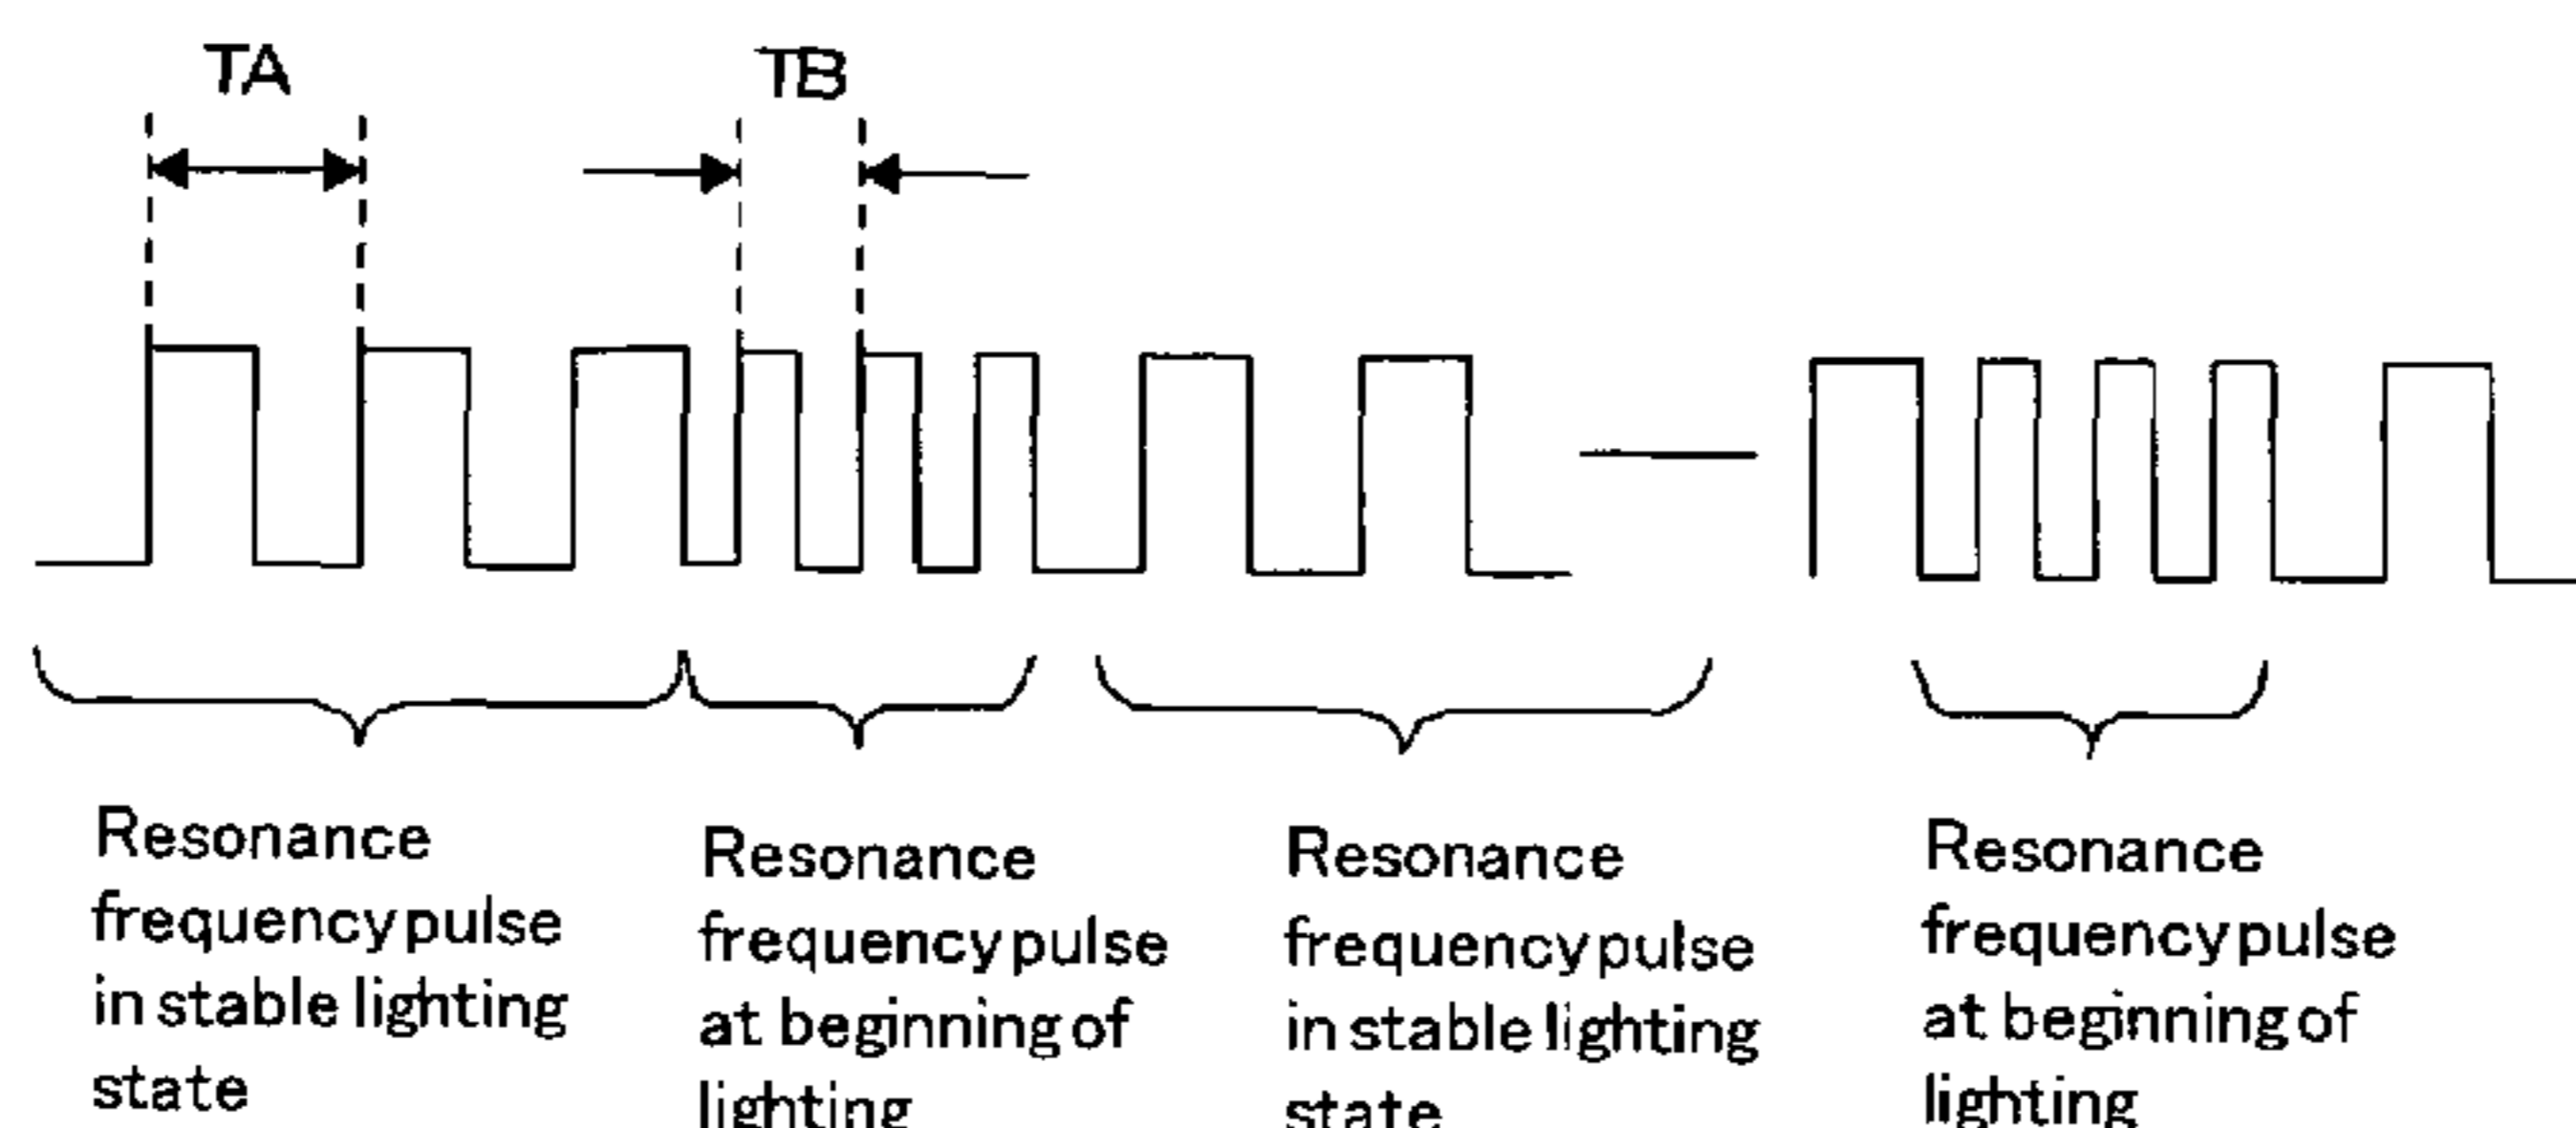 TA
TB
Resonance
frequency pulse
in stable lighting
state
Resonance
frequency pulse
at beginning of
lighting
Resonance
frequency pulse
in stable lighting
state
Resonance
frequency pulse
at beginning of
lighting